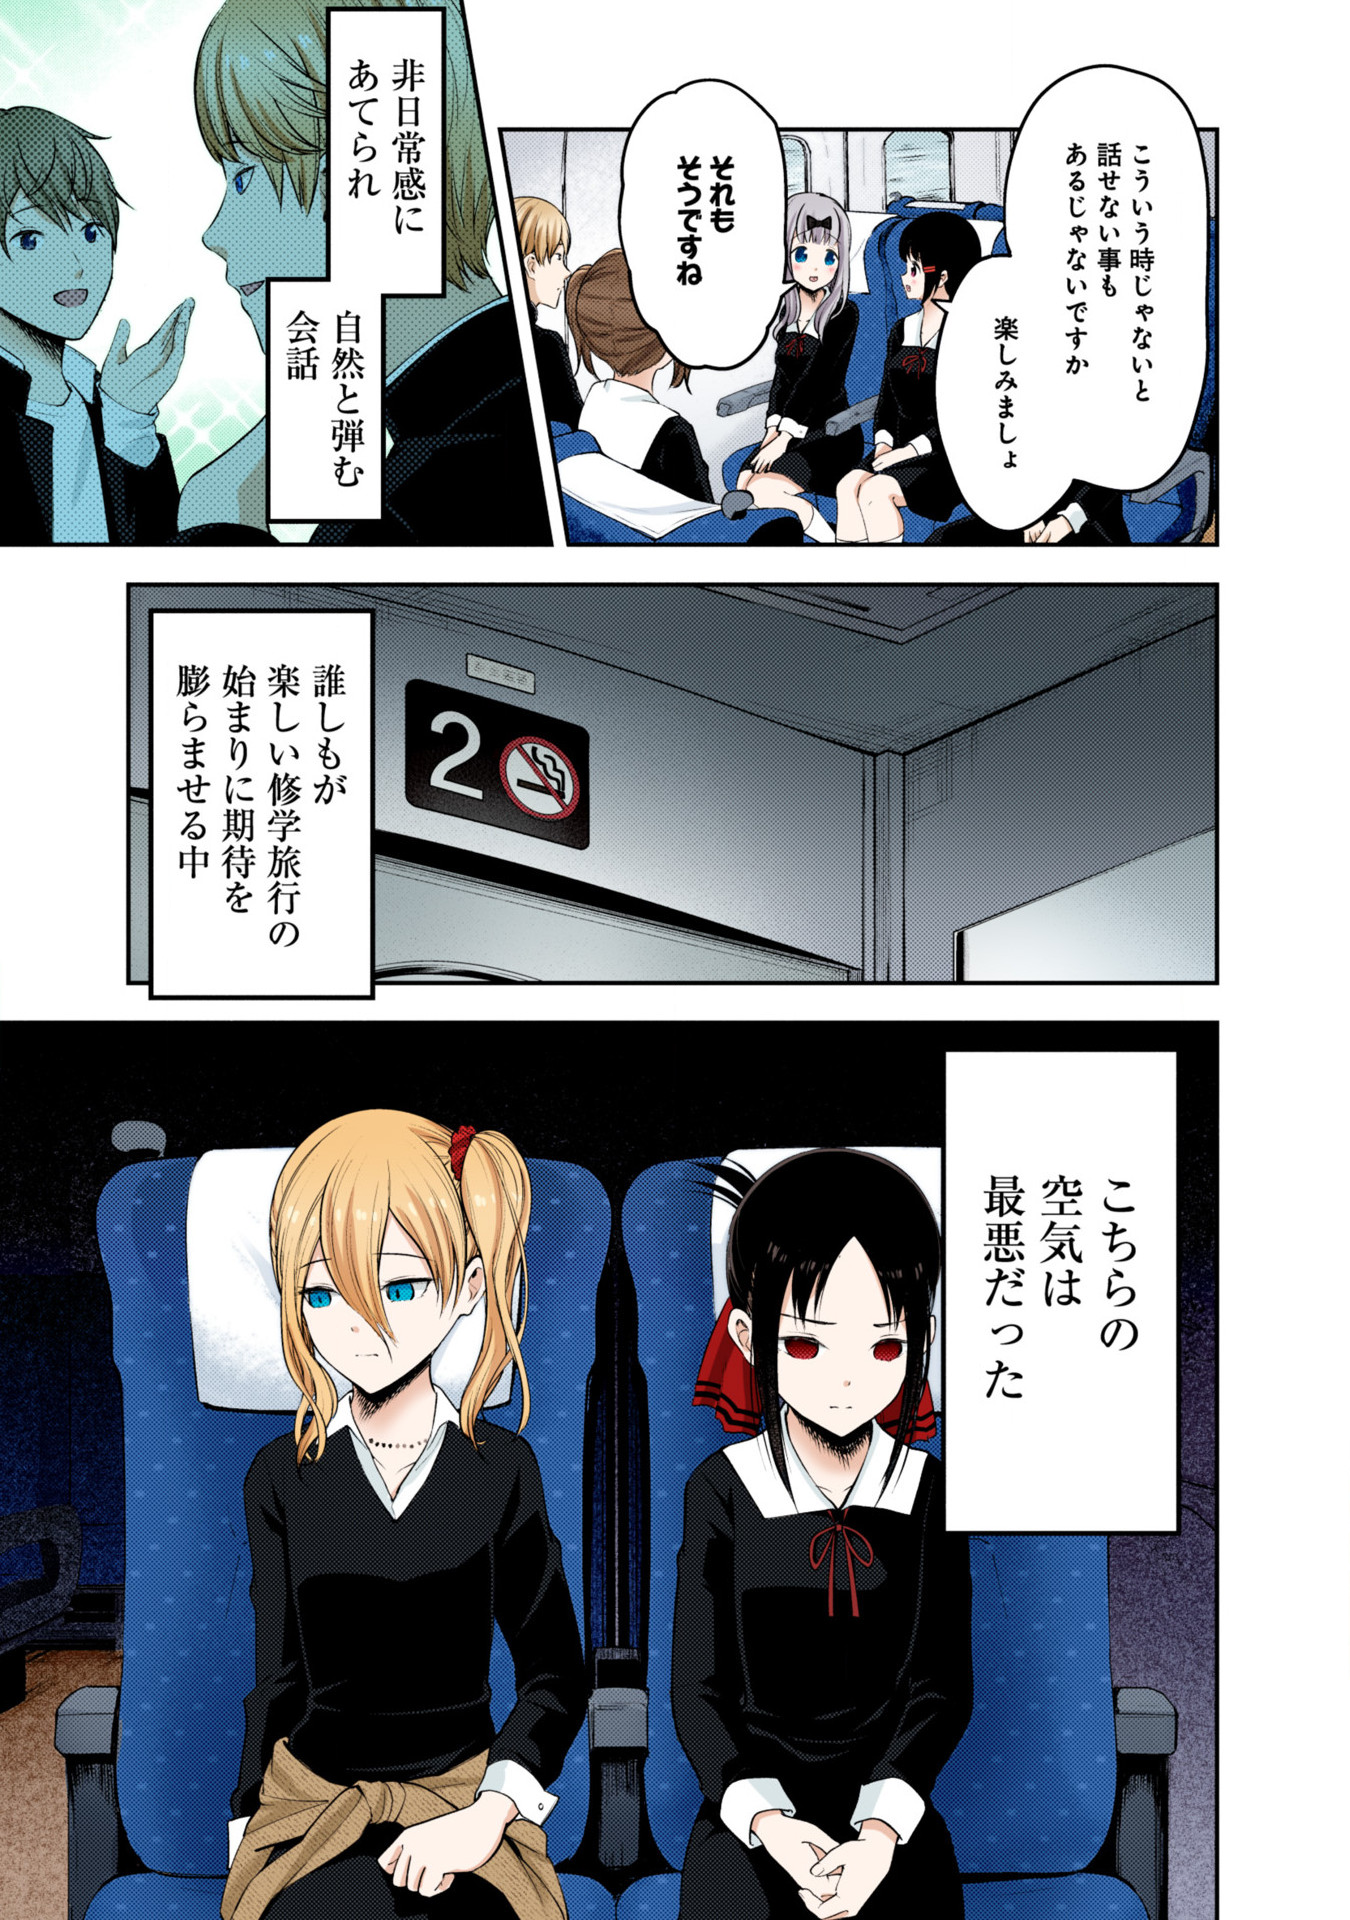 こういう時じゃないと
話せない事も
あるじゃないですか
楽しみましょ
それも
そうですね
非日常感に
あてられ
自然と弾む
会話
2
誰しもが
楽しい修学旅行の
始まりに期待を
膨らませる中
こちらの
空気は
最悪だった